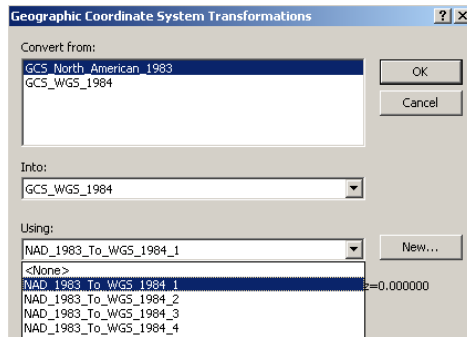 Geographic Coordinate System Transformations
Convert from:
GCS_North_American_1983
GCS_WGS_1984
OK
Cancel
Into:
GCS_WGS_1984
Using:
NAD_1983_To_WGS_1984_1
New...
<None>
NAD_1983_To_WGS_1984_1
z=0.000000
NAD_1983_To_WGS_1984_2
NAD_1983_To_WGS_1984_3
NAD_1983_To_WGS_1984_4